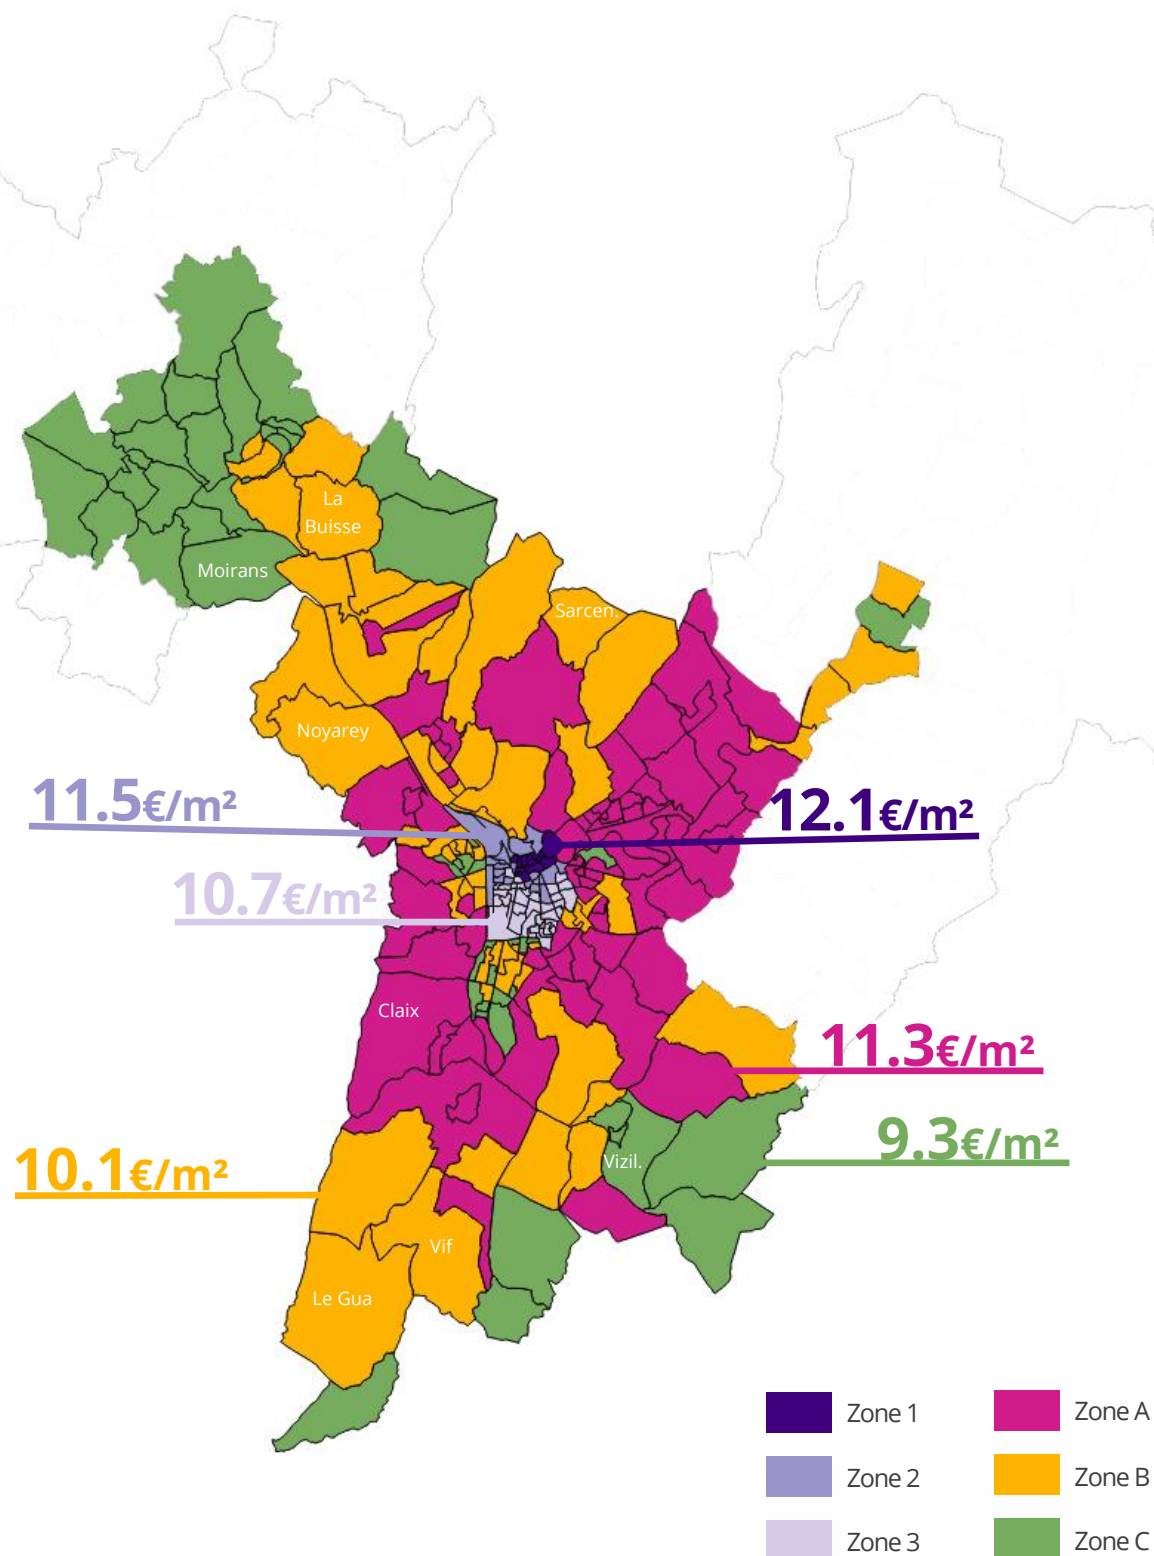 La
Buisse
Moirans
Sarcen.
Noyarey
11.5€/m²
12.1€/m²
10.7€/m²
Claix
11.3€/m²
9.3€/m²
10.1€/m²
Vizil.
Vif
Le Gua
Zone 1
Zone A
Zone 2
Zone B
Zone 3
Zone C